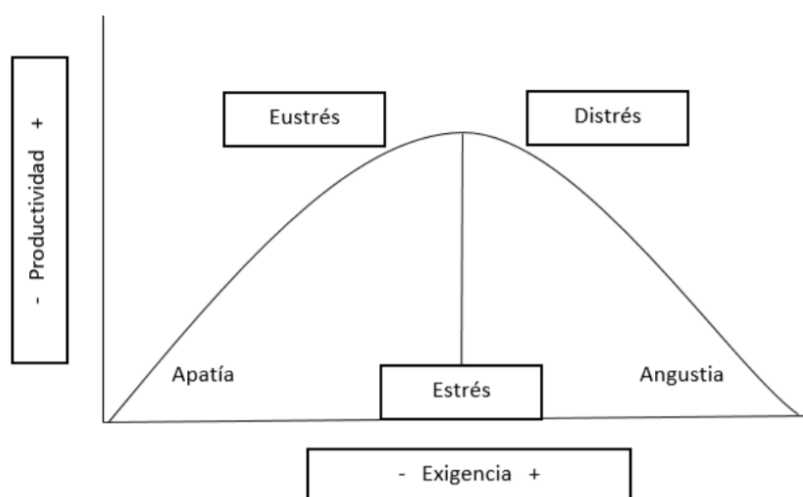 Eustrés
Distrés
- Productividad +
Apatía
Estrés
Angustia
- Exigencia +